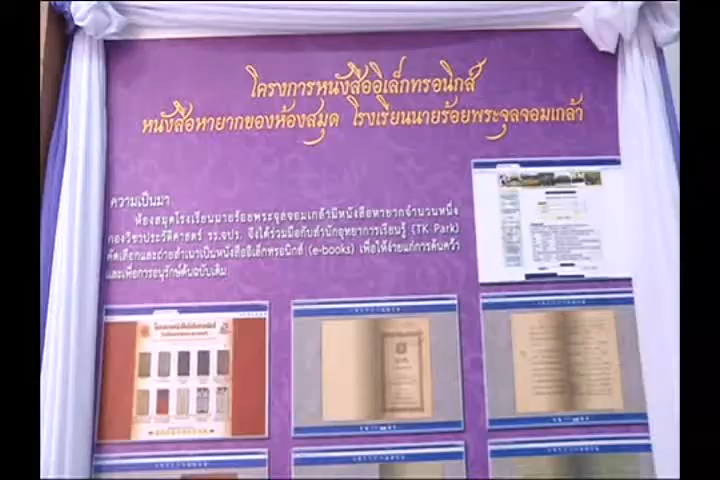 โครงการหนังสืออิเล็กทรอนิกส์
หนังสือหายากของห้องสมุด โรงเรียนนายร้อยพระจุลจอมเกล้า
ความเป็นมา
ห้องสมุดโรงเรียนนายร้อยพระจุลจอมเกล้ามีหนังสือหายากจำนวนหนึ่ง
กองวิชาประวัติศาสตร์ รร.จปร. จึงได้ร่วมมือกับสำนักอุทยาการเรียนรู้ (TK Park)
คัดเลือกและถ่ายสำเนาเป็นหนังสืออิเล็กทรอนิกส์ (e-books) เพื่อให้ง่ายแก่การค้นคว้า
และเพื่อการอนุรักษ์ต้นฉบับเดิม